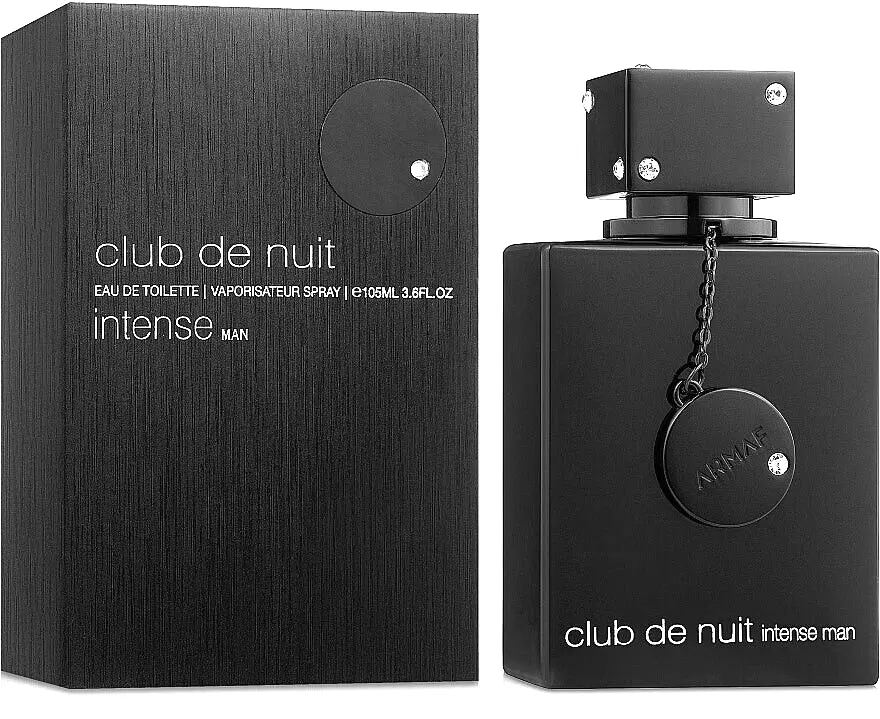 club de nuit
EAU DE TOILETTE | VAPORISATEUR SPRAY | ℮105ML 3.6FL.OZ
intense MAN
ARMAF
club de nuit intense man